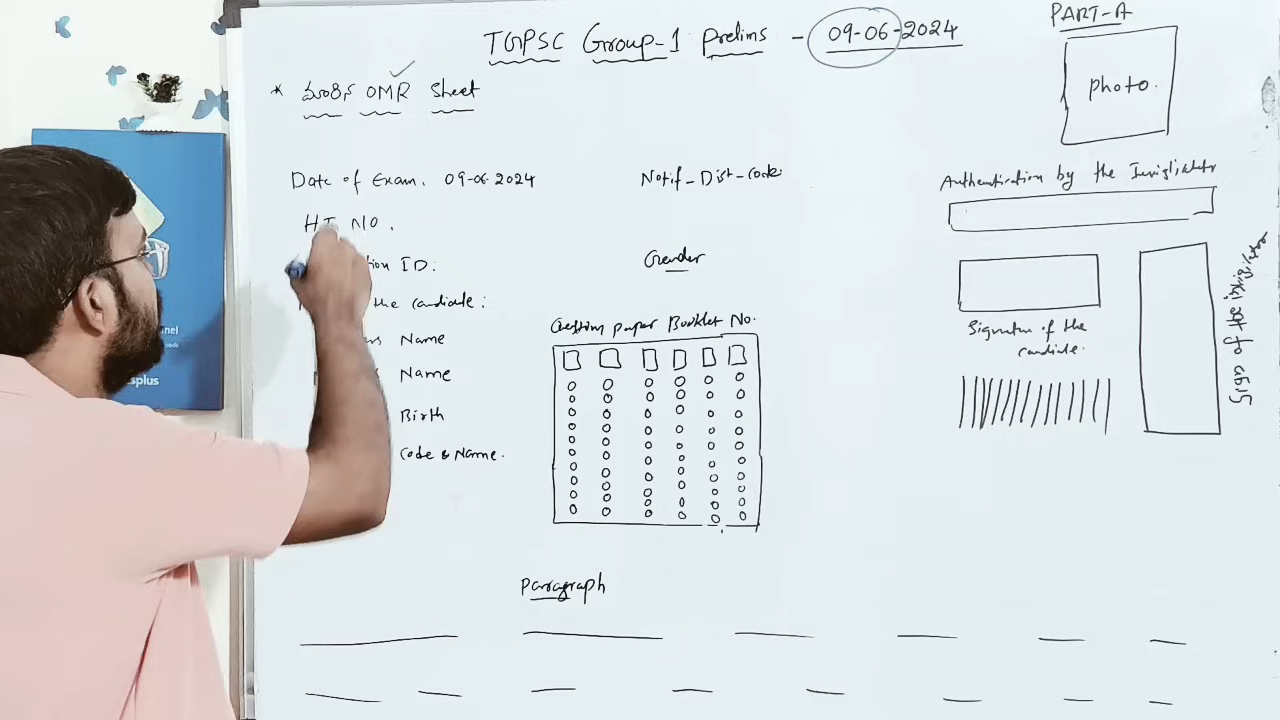 TGPSC Group-1 Prelims - 09-06-2024
PART-A
* OMR Sheet
photo.
Date of Exam. 09-06-2024
Notif-Dist-Code:
Authentication by the Invigilator
HT NO.
ID:
Gender
the candidate:
Question paper Booklet No.
Name
Signature of the candidate.
Sign of the invigilator
Name
Birth
Code & Name.
Paragraph